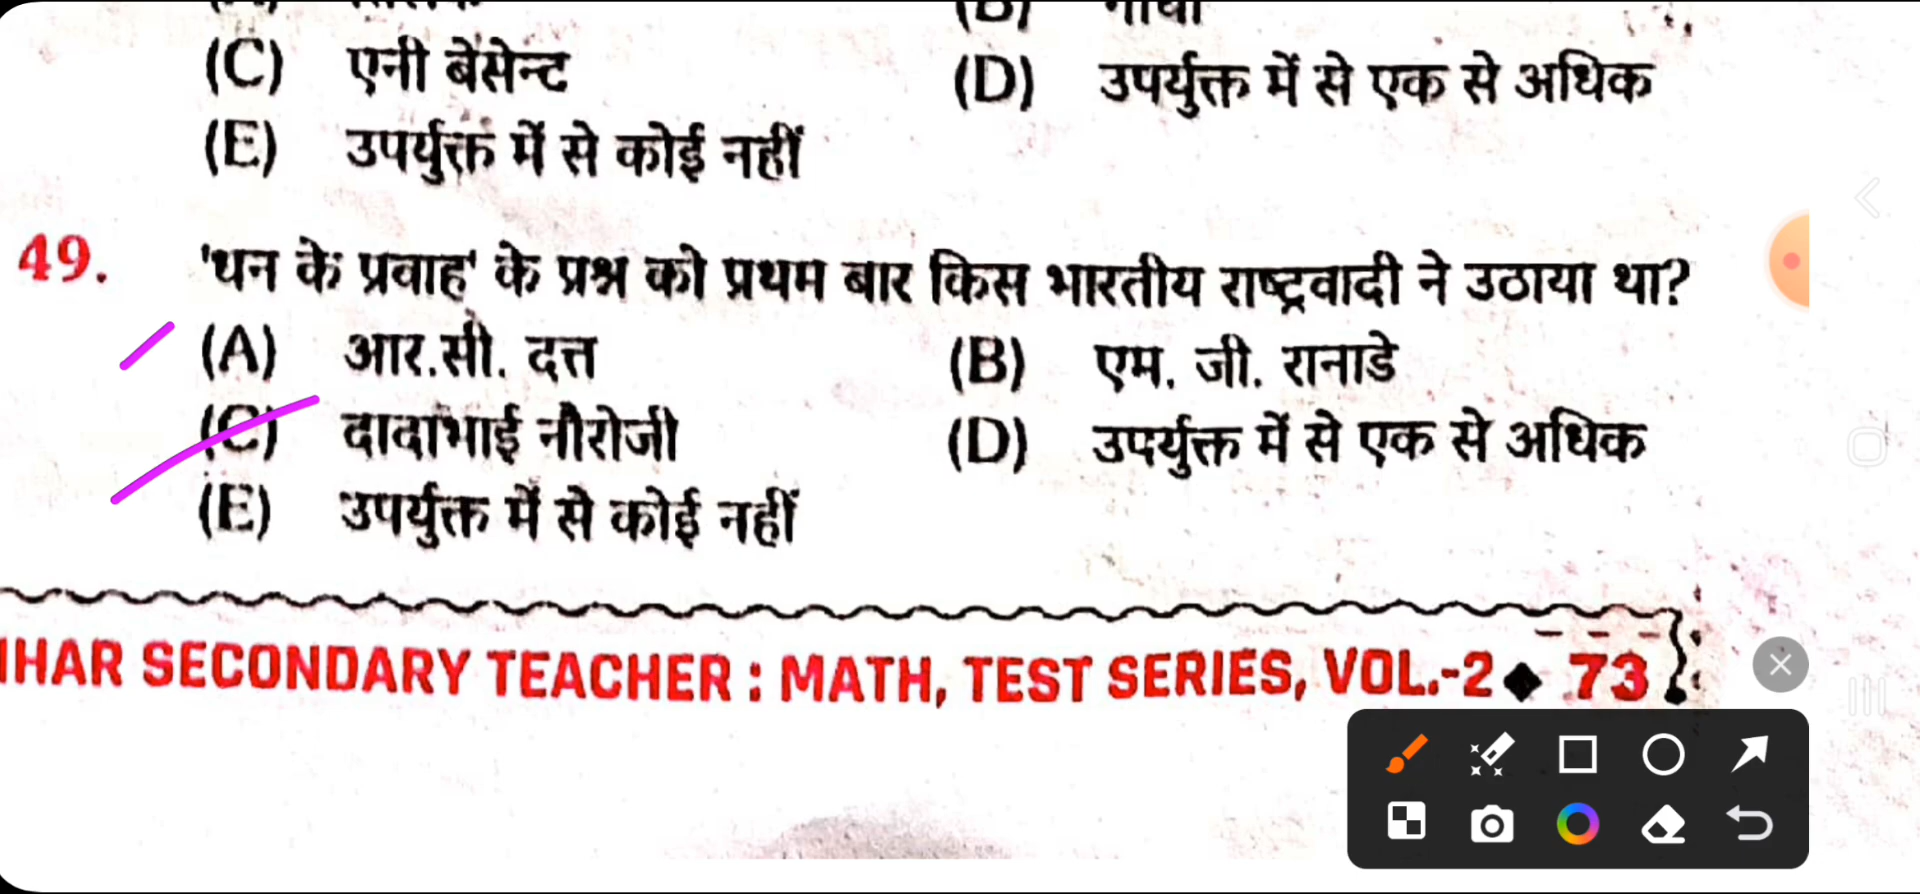 (C) एनी बेसेन्ट (D) उपर्युक्त में से एक से अधिक
(E) उपर्युक्त में से कोई नहीं
49. 'धन के प्रवाह' के प्रश्न को प्रथम बार किस भारतीय राष्ट्रवादी ने उठाया था?
(A) आर.सी. दत्त (B) एम. जी. रानाडे
(C) दादाभाई नौरोजी (D) उपर्युक्त में से एक से अधिक
(E) उपर्युक्त में से कोई नहीं
IHAR SECONDARY TEACHER : MATH, TEST SERIES, VOL.-2 ◆ 73